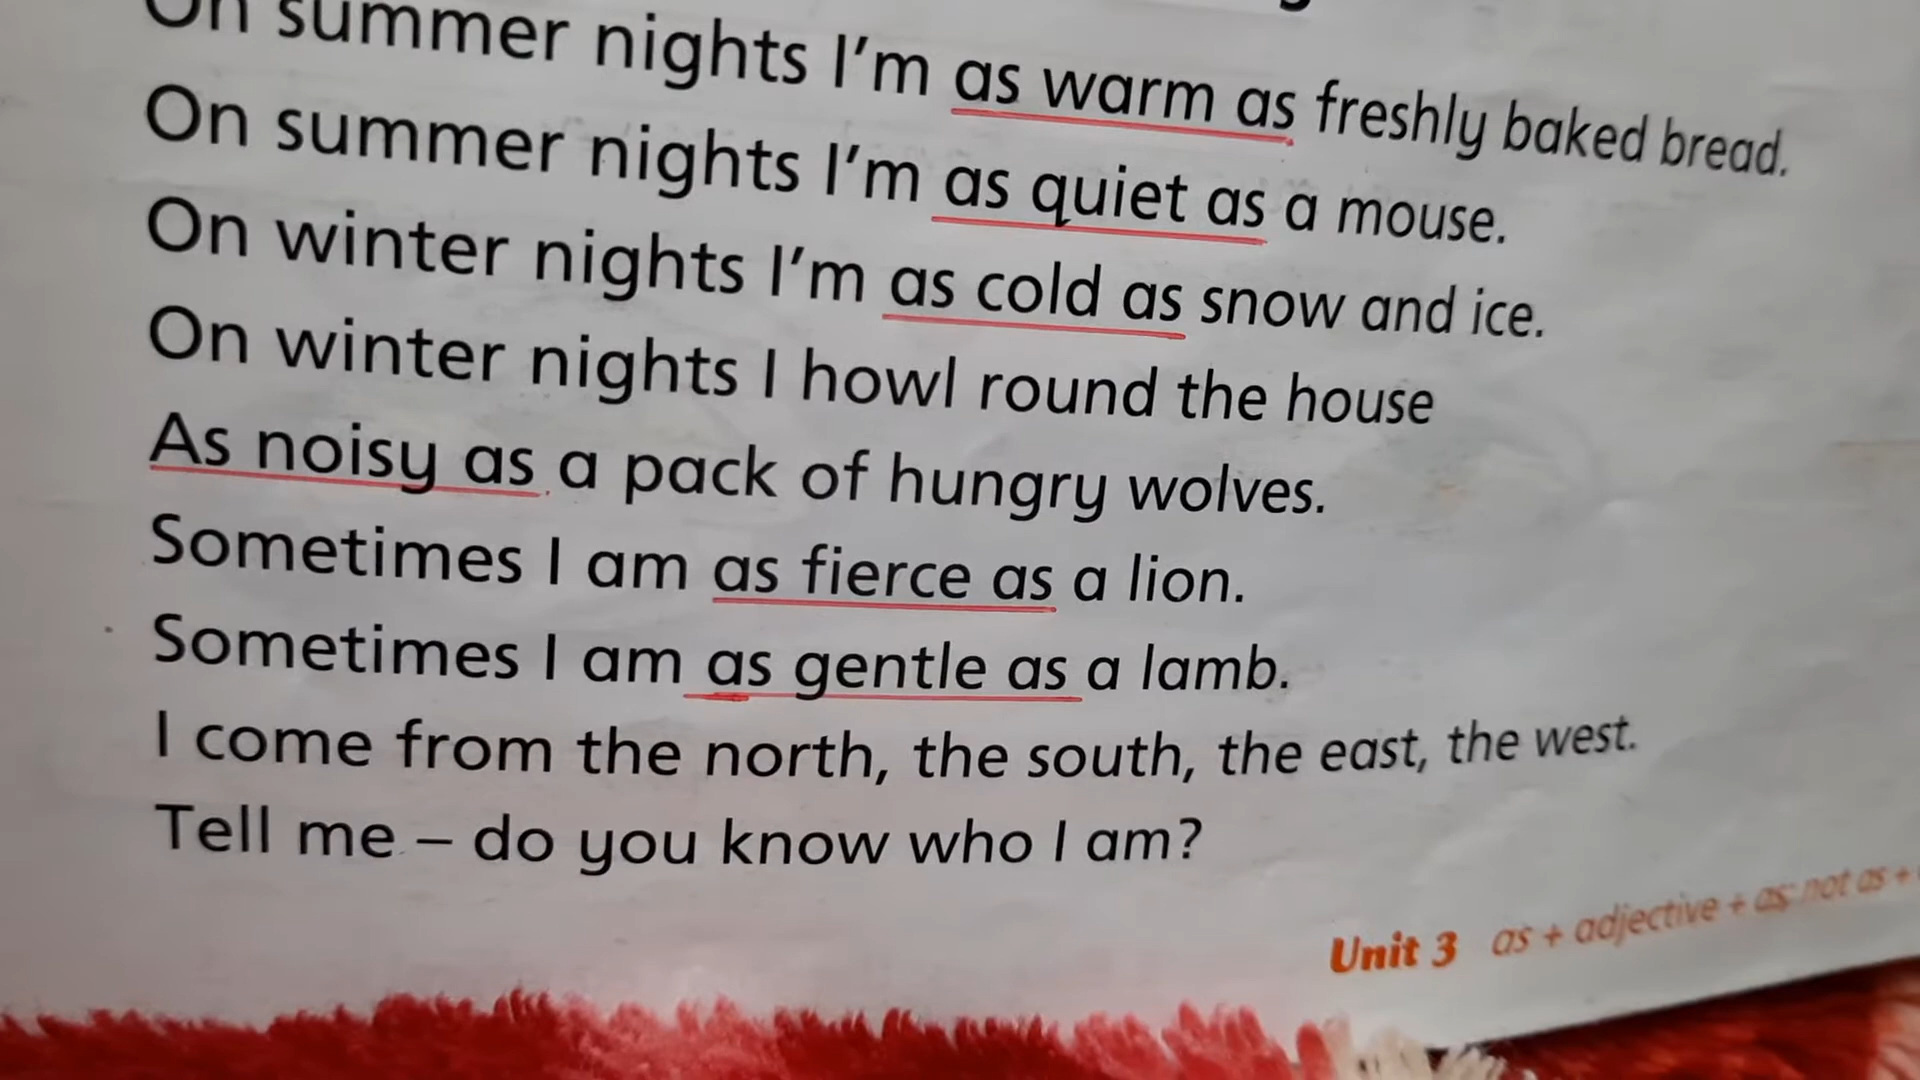 On summer nights I'm as warm as freshly baked bread.
On summer nights I'm as quiet as a mouse.
On winter nights I'm as cold as snow and ice.
On winter nights I howl round the house
As noisy as a pack of hungry wolves.
Sometimes I am as fierce as a lion.
Sometimes I am as gentle as a lamb.
I come from the north, the south, the east, the west.
Tell me – do you know who I am?
Unit 3 as + adjective + as; not as +